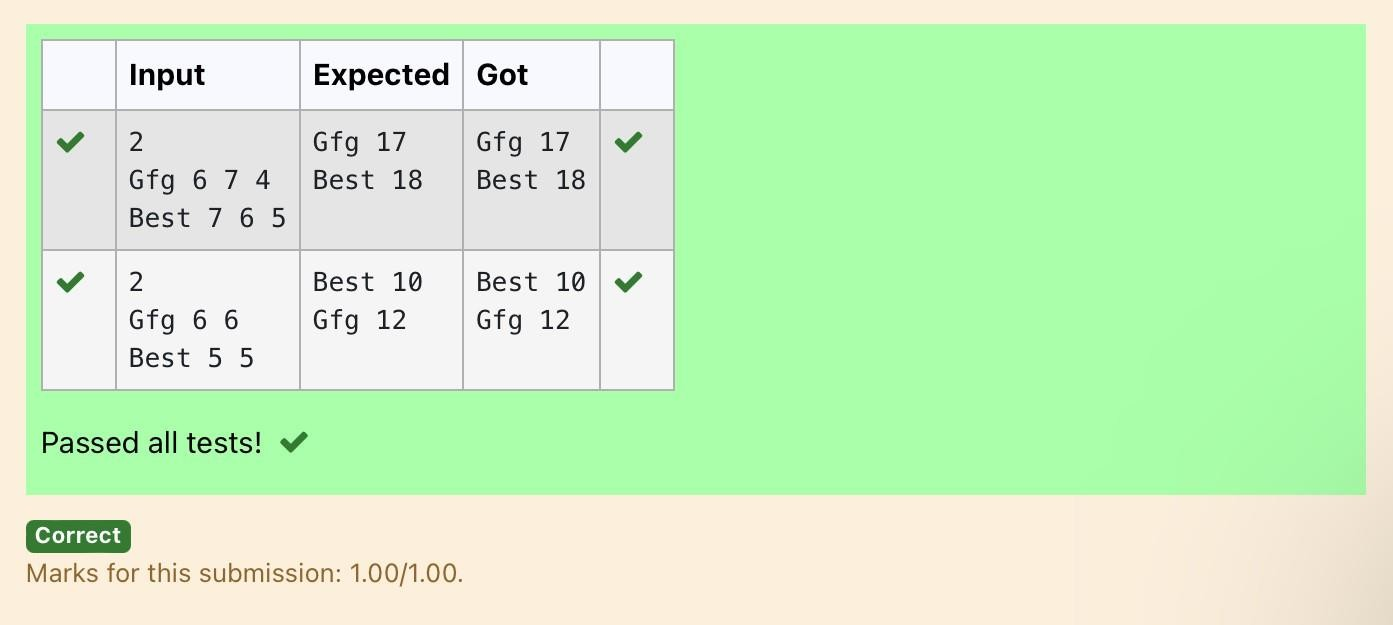 Input Expected Got
2 Gfg 17 Gfg 17
Gfg 6 7 4 Best 18 Best 18
Best 7 6 5
2 Best 10 Best 10
Gfg 6 6 Gfg 12 Gfg 12
Best 5 5
Passed all tests!
Correct
Marks for this submission: 1.00/1.00.